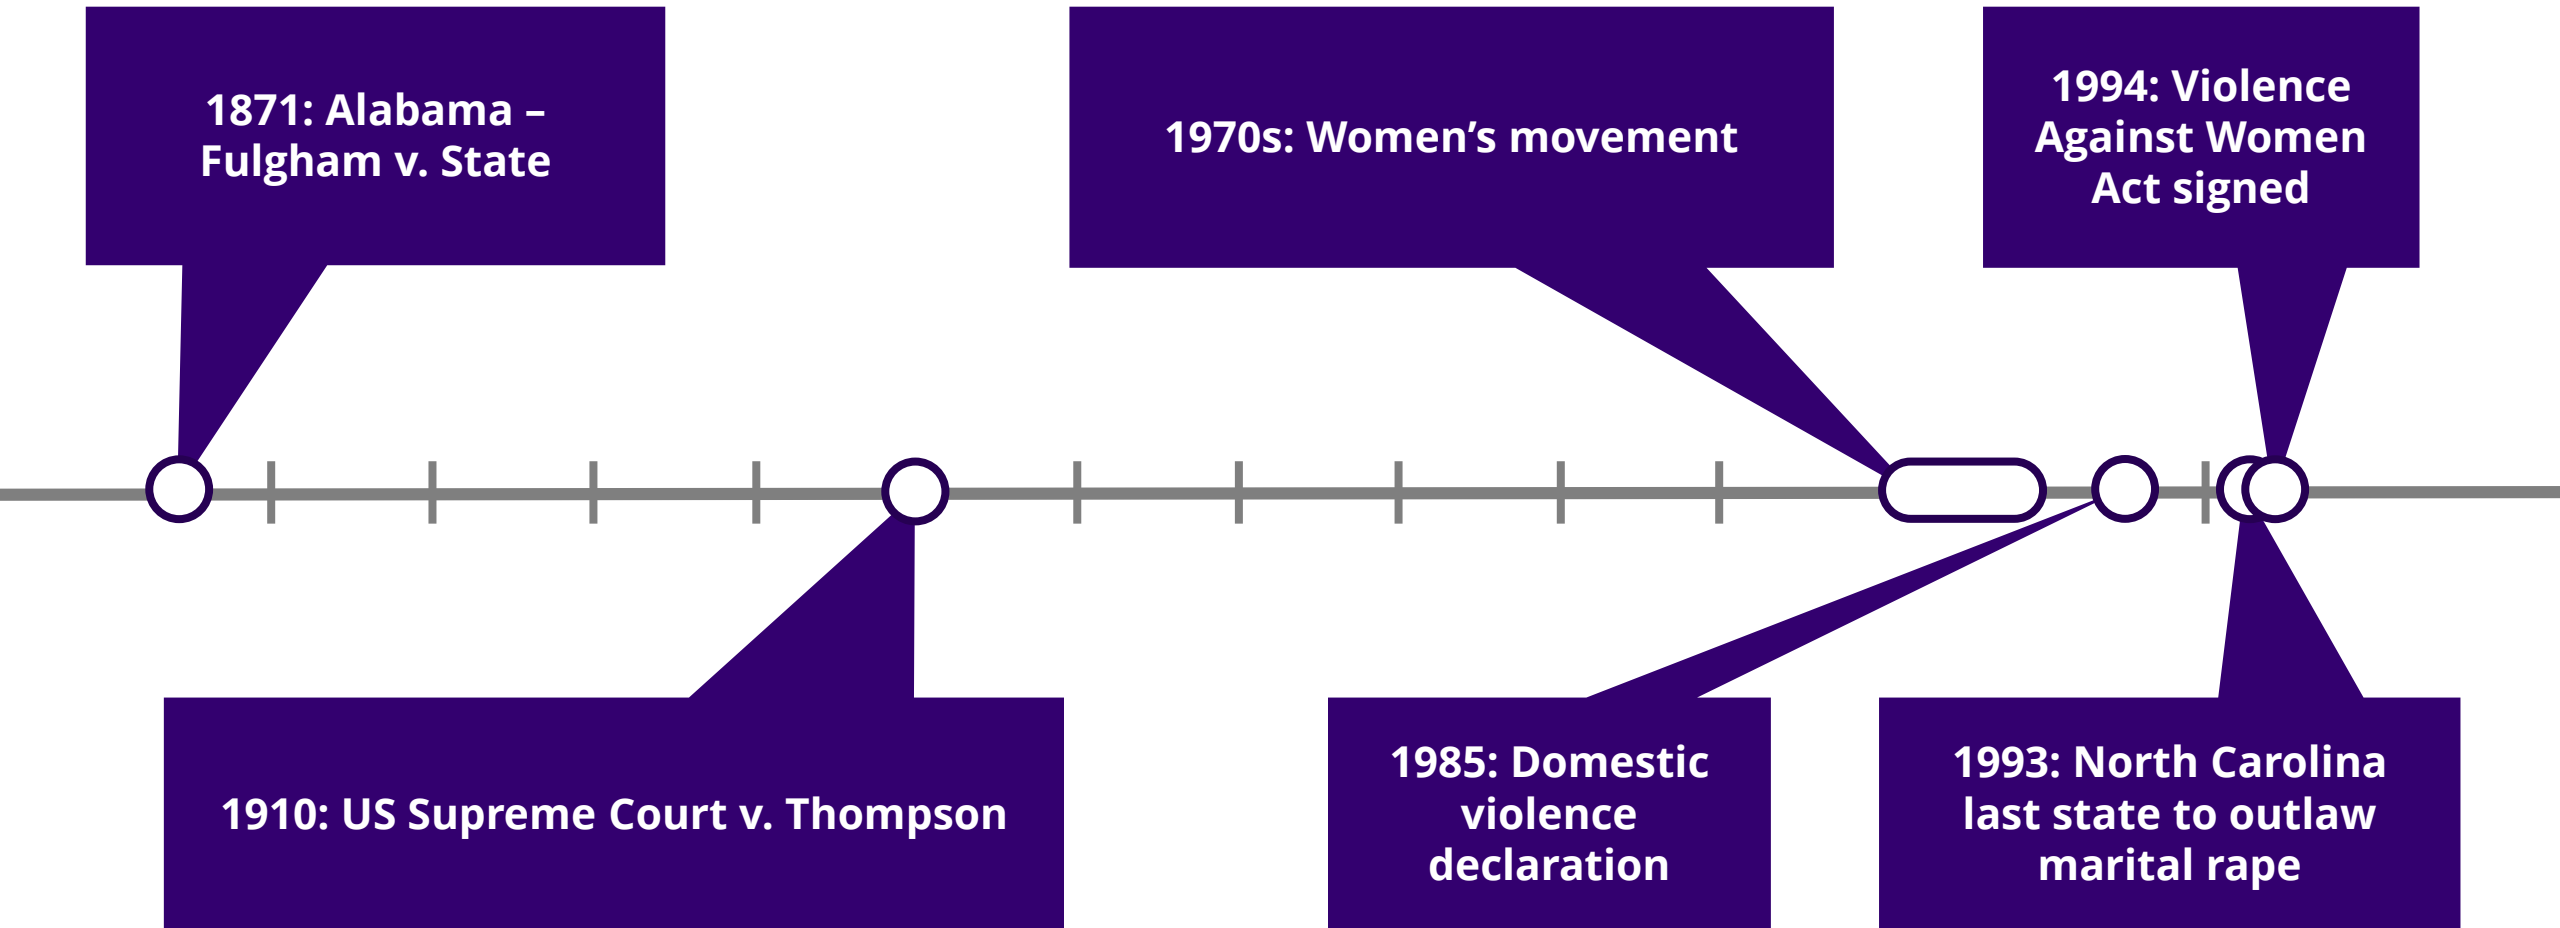 1871: Alabama –
Fulgham v. State
1970s: Women’s movement
1994: Violence
Against Women
Act signed
1910: US Supreme Court v. Thompson
1985: Domestic
violence
declaration
1993: North Carolina
last state to outlaw
marital rape